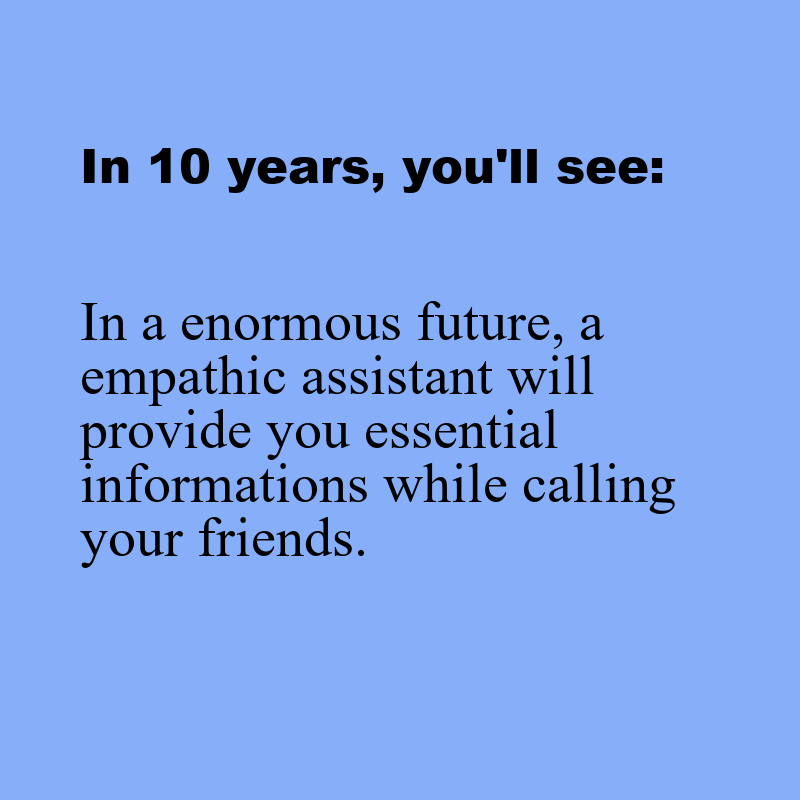 In 10 years, you'll see:
In a enormous future, a
empathic assistant will
provide you essential
informations while calling
your friends.